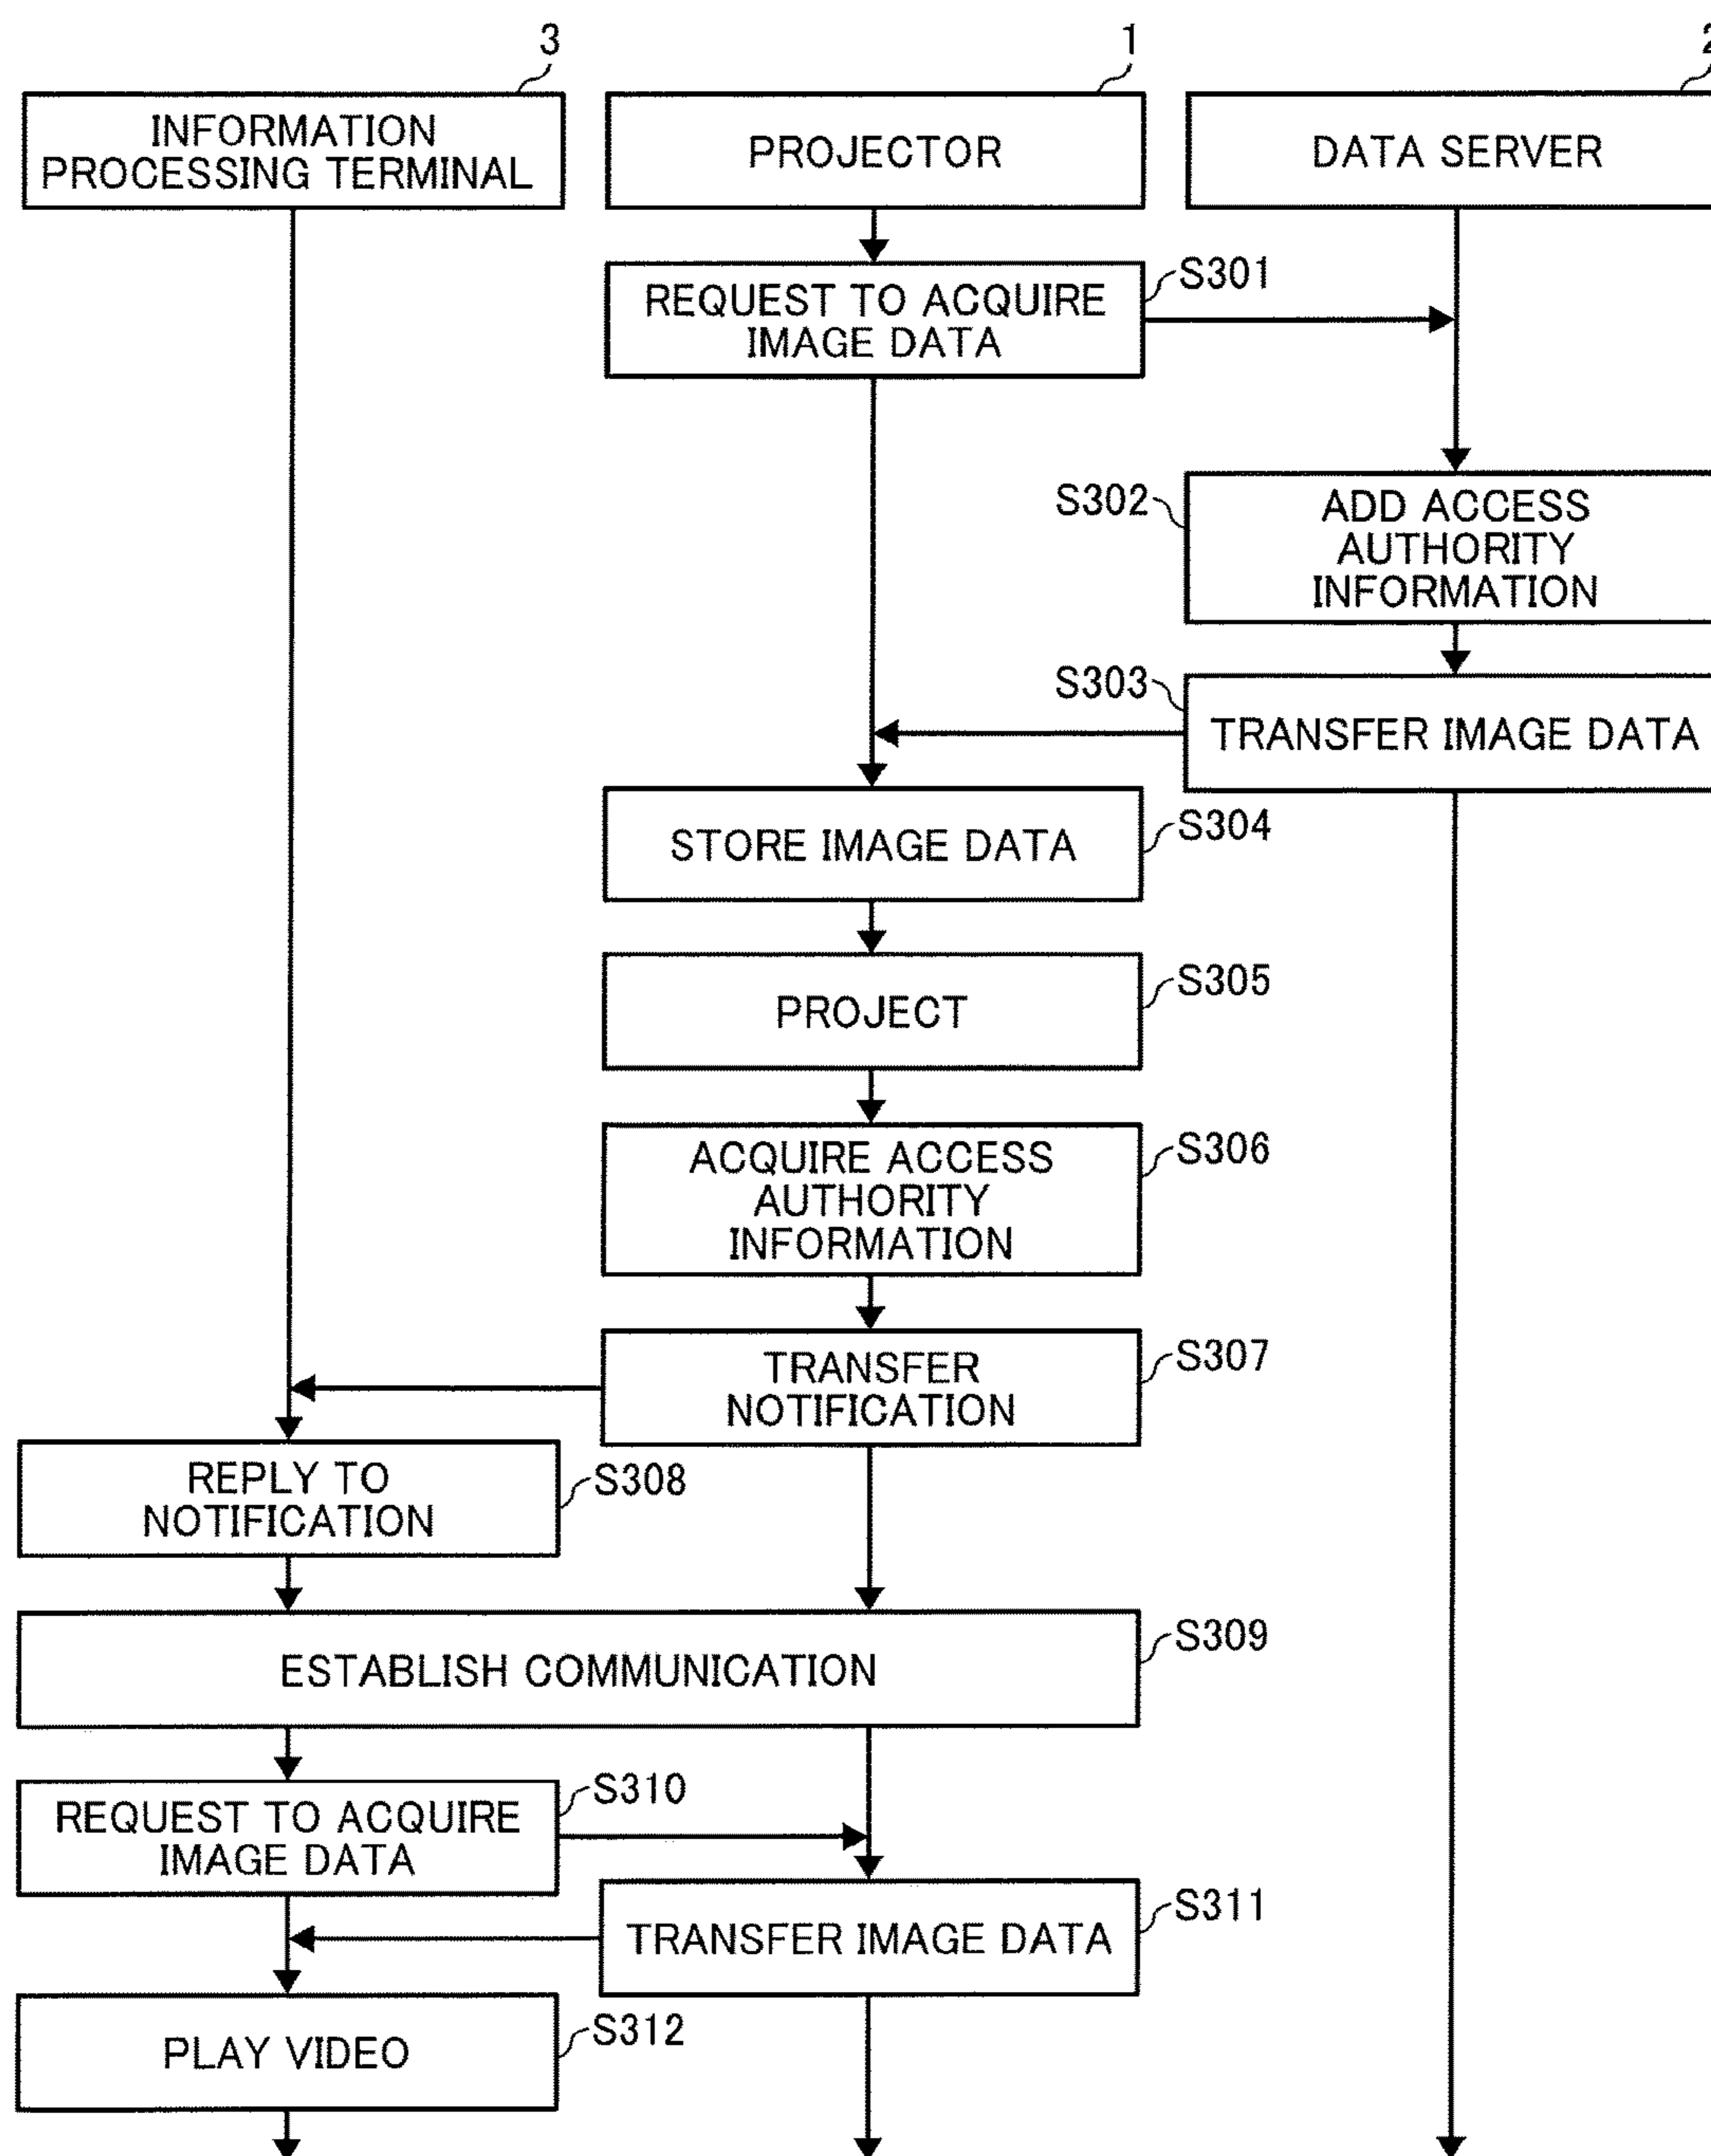 3
1
2
INFORMATION
PROCESSING TERMINAL
PROJECTOR
DATA SERVER
REQUEST TO ACQUIRE
IMAGE DATA
S301
S302
ADD ACCESS
AUTHORITY
INFORMATION
S303
TRANSFER IMAGE DATA
STORE IMAGE DATA
S304
PROJECT
S305
ACQUIRE ACCESS
AUTHORITY
INFORMATION
S306
TRANSFER
NOTIFICATION
S307
REPLY TO
NOTIFICATION
S308
ESTABLISH COMMUNICATION
S309
REQUEST TO ACQUIRE
IMAGE DATA
S310
TRANSFER IMAGE DATA
S311
PLAY VIDEO
S312